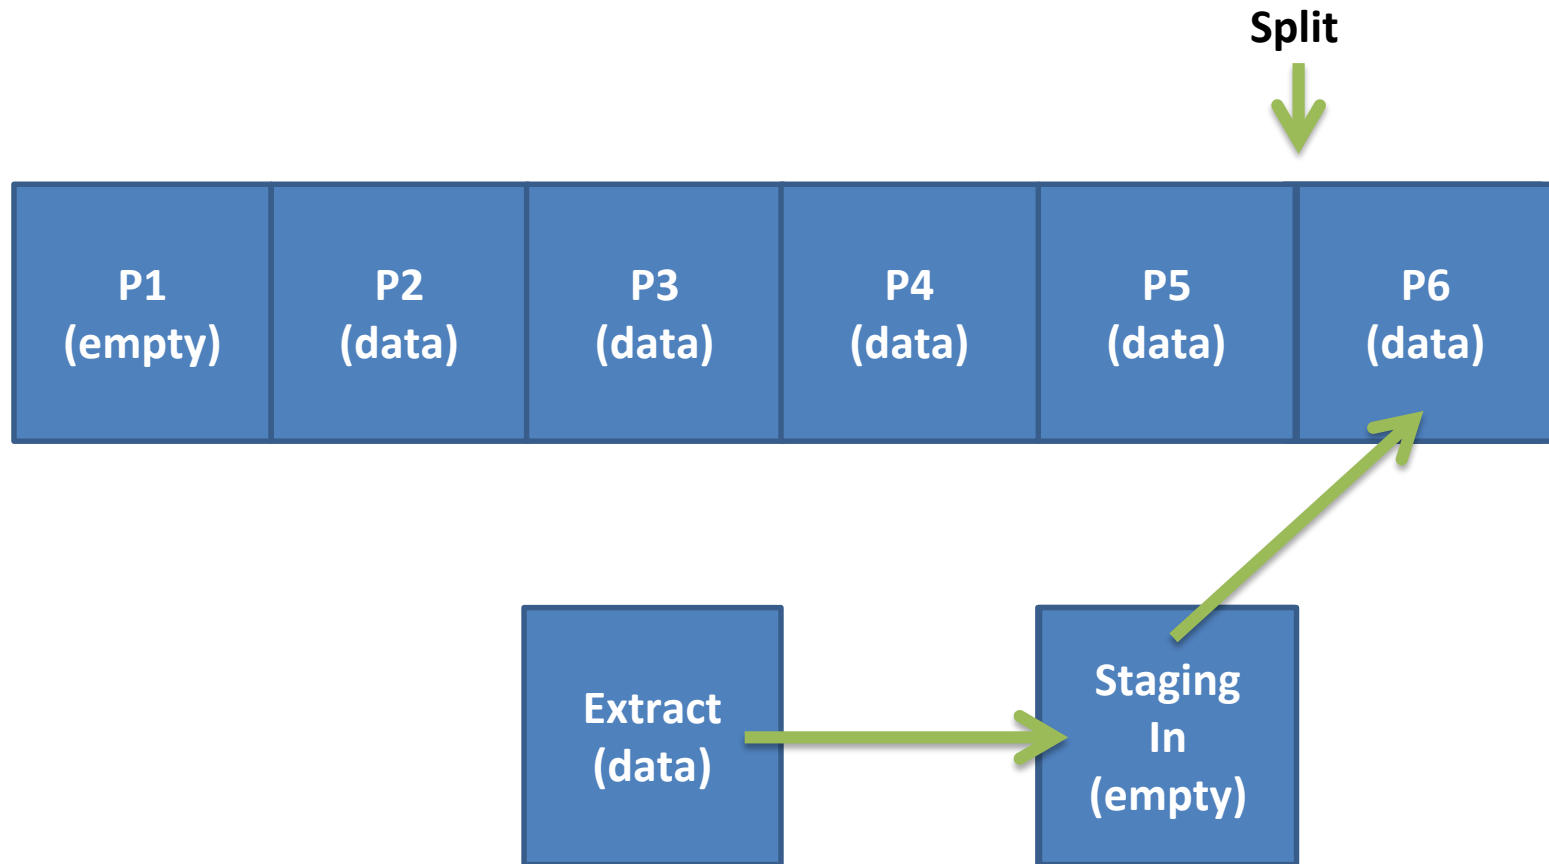 Split
P1
(empty)
P2
(data)
P3
(data)
P4
(data)
P5
(data)
P6
(data)
Extract
(data)
Staging
In
(empty)